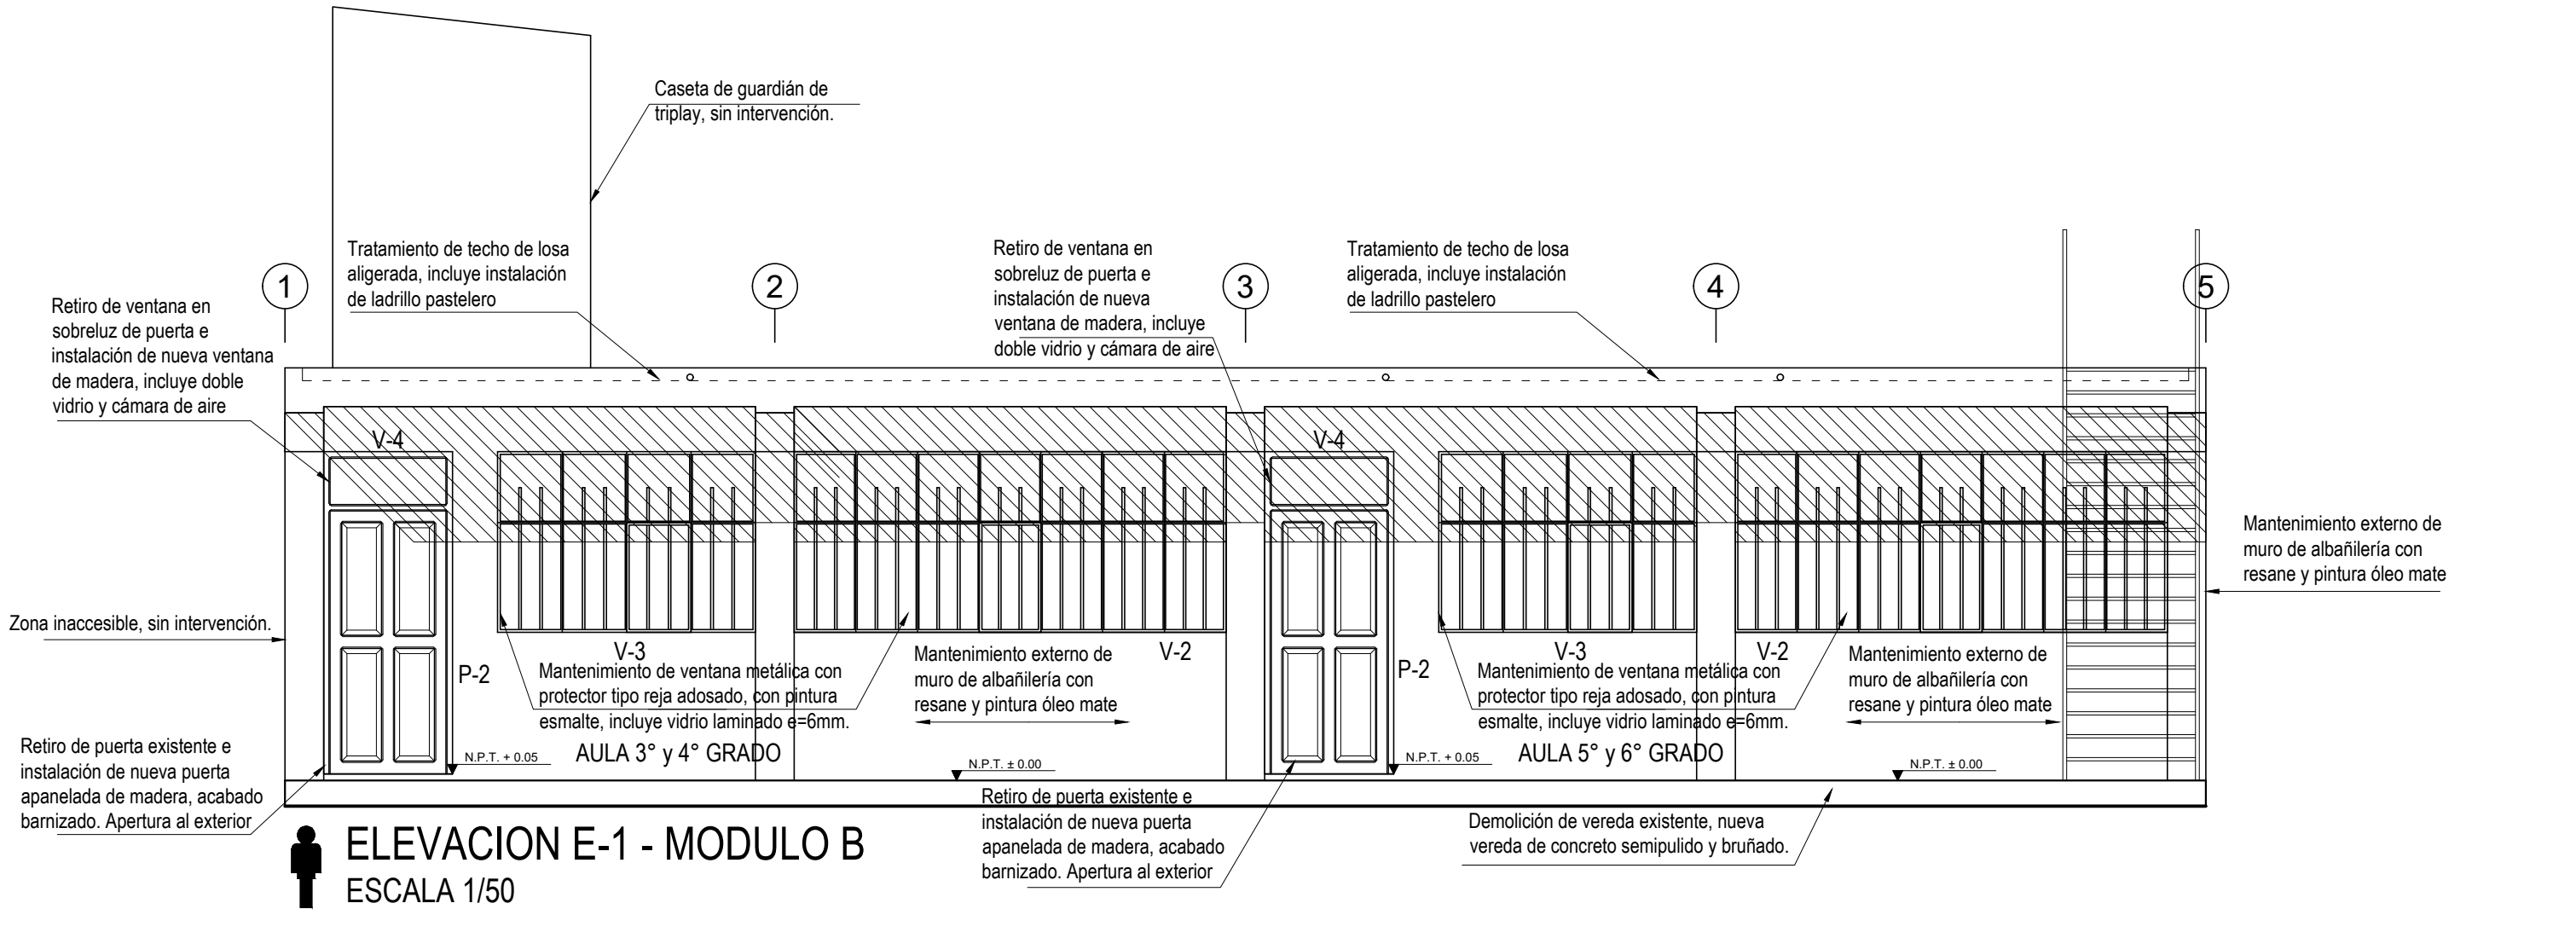 Caseta de guardián de
triplay, sin intervención.
Tratamiento de techo de losa
aligerada, incluye instalación
de ladrillo pastelero
Retiro de ventana en
sobreluz de puerta e
instalación de nueva
ventana de madera, incluye
doble vidrio y cámara de aire
Tratamiento de techo de losa
aligerada, incluye instalación
de ladrillo pastelero
1
2
3
4
5
Retiro de ventana en
sobreluz de puerta e
instalación de nueva ventana
de madera, incluye doble
vidrio y cámara de aire
V-4
V-4
Mantenimiento externo de
muro de albañilería con
resane y pintura óleo mate
Zona inaccesible, sin intervención.
P-2
V-3
Mantenimiento de ventana metálica con
protector tipo reja adosado, con pintura
esmalte, incluye vidrio laminado e=6mm.
AULA 3° y 4° GRADO
Mantenimiento externo de
muro de albañilería con
resane y pintura óleo mate
V-2
P-2
V-3
Mantenimiento de ventana metálica con
protector tipo reja adosado, con pintura
esmalte, incluye vidrio laminado e=6mm.
AULA 5° y 6° GRADO
V-2
Mantenimiento externo de
muro de albañilería con
resane y pintura óleo mate
N.P.T. + 0.05
N.P.T. ± 0.00
N.P.T. + 0.05
N.P.T. ± 0.00
Retiro de puerta existente e
instalación de nueva puerta
apanelada de madera, acabado
barnizado. Apertura al exterior
Retiro de puerta existente e
instalación de nueva puerta
apanelada de madera, acabado
barnizado. Apertura al exterior
Demolición de vereda existente, nueva
vereda de concreto semipulido y bruñado.
ELEVACION E-1 - MODULO B
ESCALA 1/50